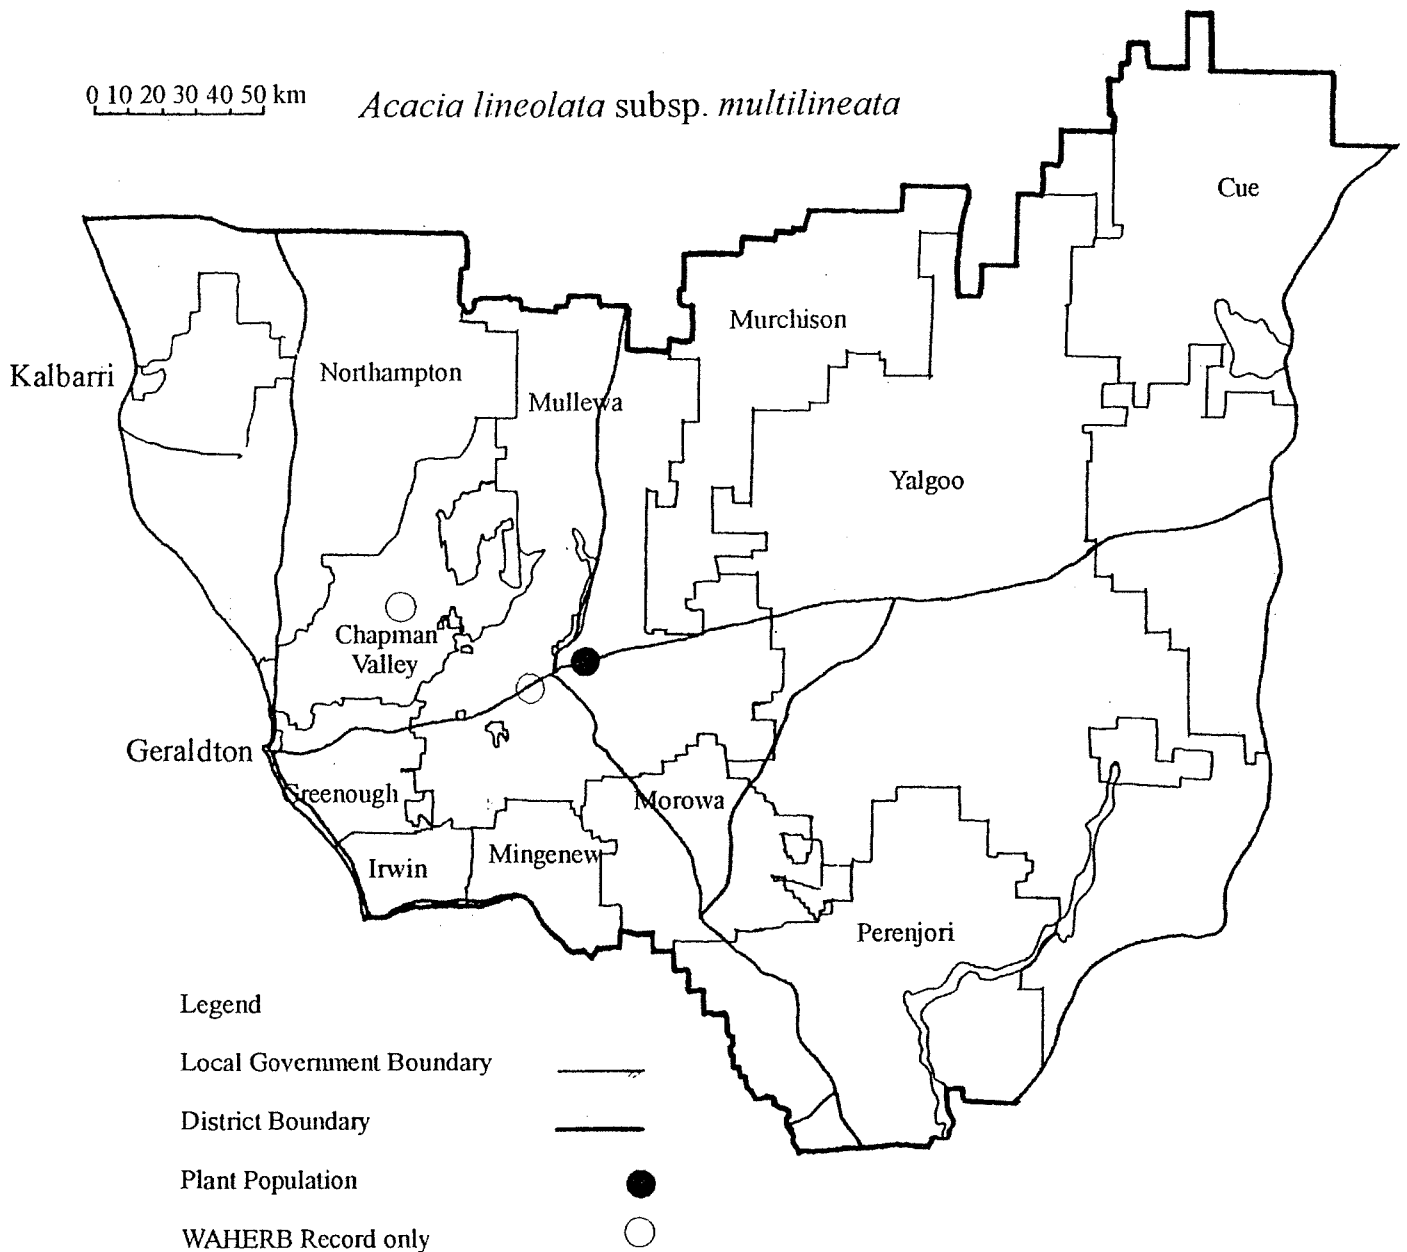 0 10 20 30 40 50 km
Acacia lineolata subsp. multilineata
Cue
Murchison
Kalbarri
Northampton
Mullewa
Yalgoo
Chapman
Valley
Geraldton
Greenough
Morowa
Irwin
Mingenew
Perenjori
Legend
Local Government Boundary
District Boundary
Plant Population
WAHERB Record only